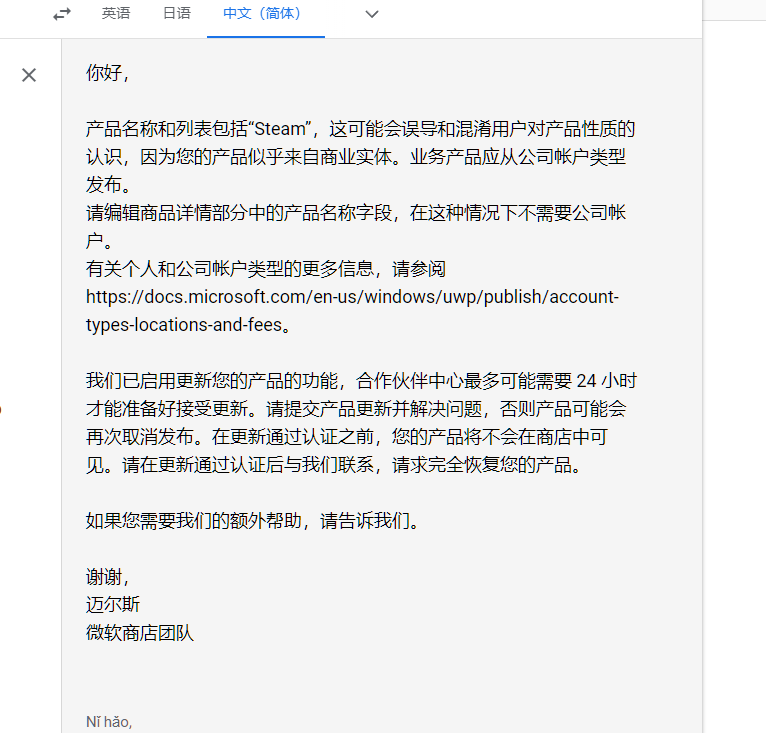 英语 日语 中文（简体）
你好，
产品名称和列表包括“Steam”，这可能会误导和混淆用户对产品性质的
认识，因为您的产品似乎来自商业实体。业务产品应从公司帐户类型
发布。
请编辑商品详情部分中的产品名称字段，在这种情况下不需要公司帐
户。
有关个人和公司帐户类型的更多信息，请参阅
https://docs.microsoft.com/en-us/windows/uwp/publish/account-
types-locations-and-fees。
我们已启用更新您的产品的功能，合作伙伴中心最多可能需要 24 小时
才能准备好接受更新。请提交产品更新并解决问题，否则产品可能会
再次取消发布。在更新通过认证之前，您的产品将不会在商店中可
见。请在更新通过认证后与我们联系，请求完全恢复您的产品。
如果您需要我们的额外帮助，请告诉我们。
谢谢，
迈尔斯
微软商店团队
Nǐ hǎo,